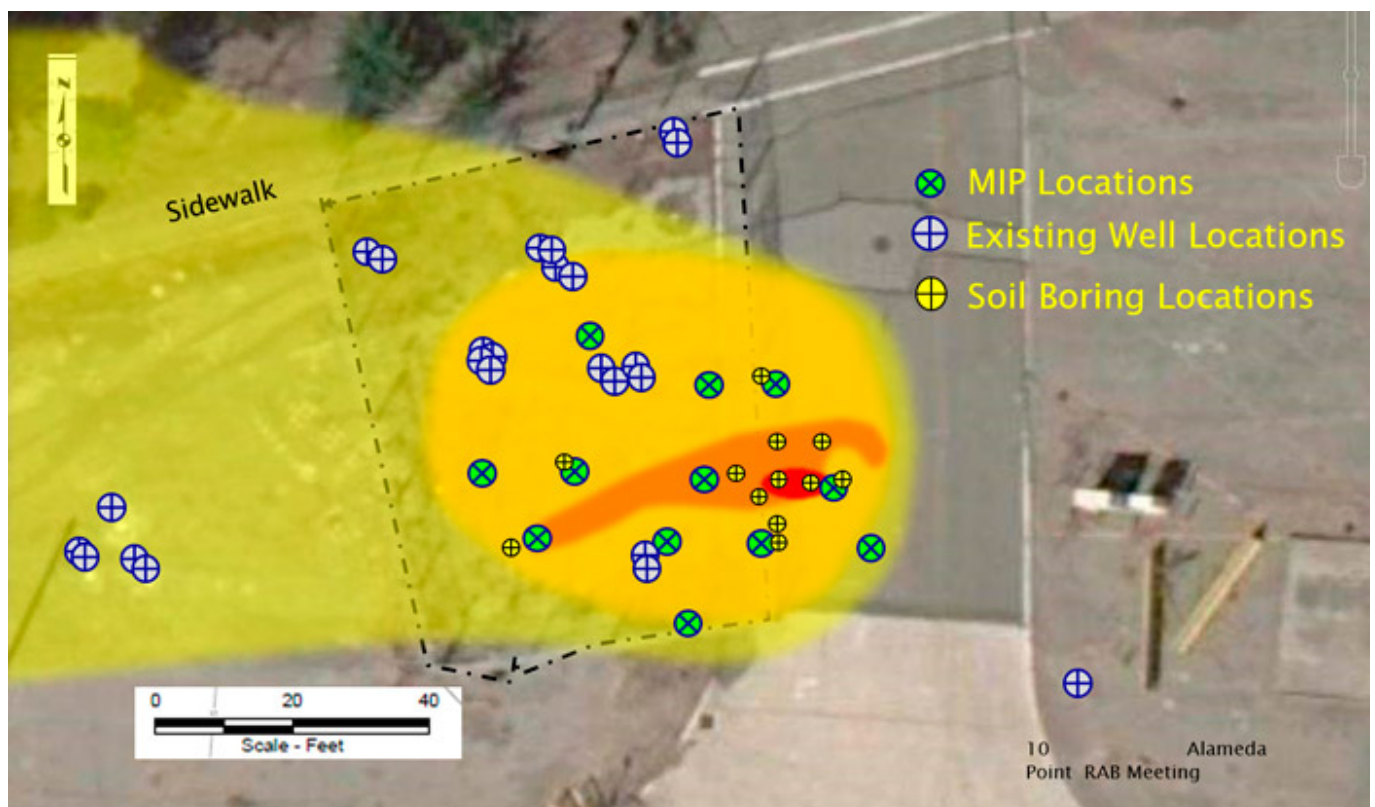 N
Sidewalk
MIP Locations
Existing Well Locations
Soil Boring Locations
0 20 40
Scale - Feet
10 Alameda
Point RAB Meeting